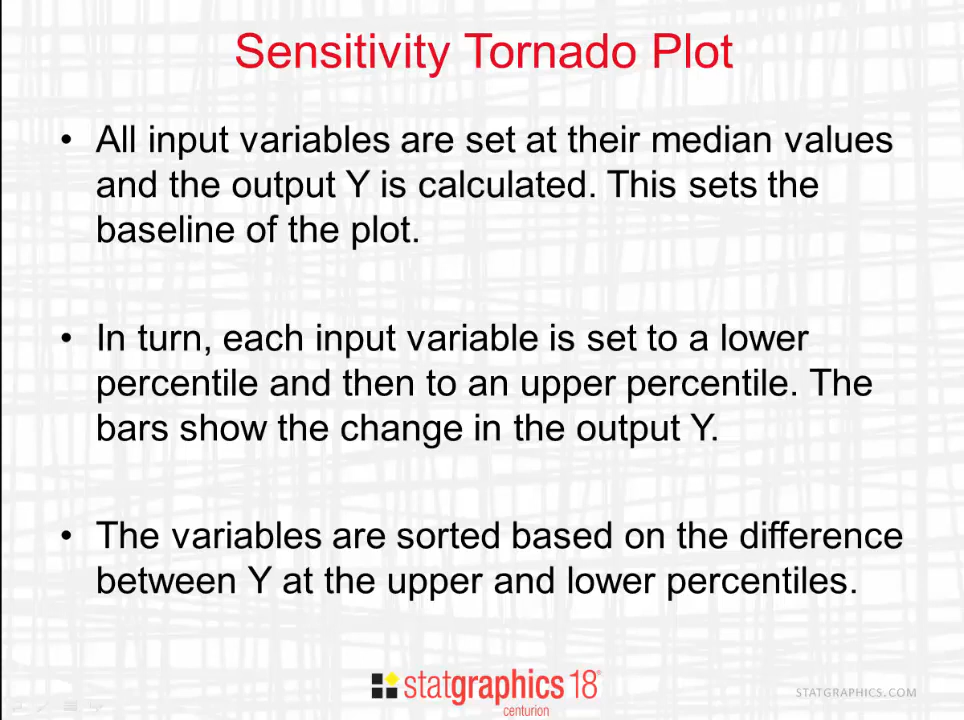 Sensitivity Tornado Plot
• All input variables are set at their median values
and the output Y is calculated. This sets the
baseline of the plot.
• In turn, each input variable is set to a lower
percentile and then to an upper percentile. The
bars show the change in the output Y.
• The variables are sorted based on the difference
between Y at the upper and lower percentiles.
statgraphics 18®
centurion
STATGRAPHICS.COM